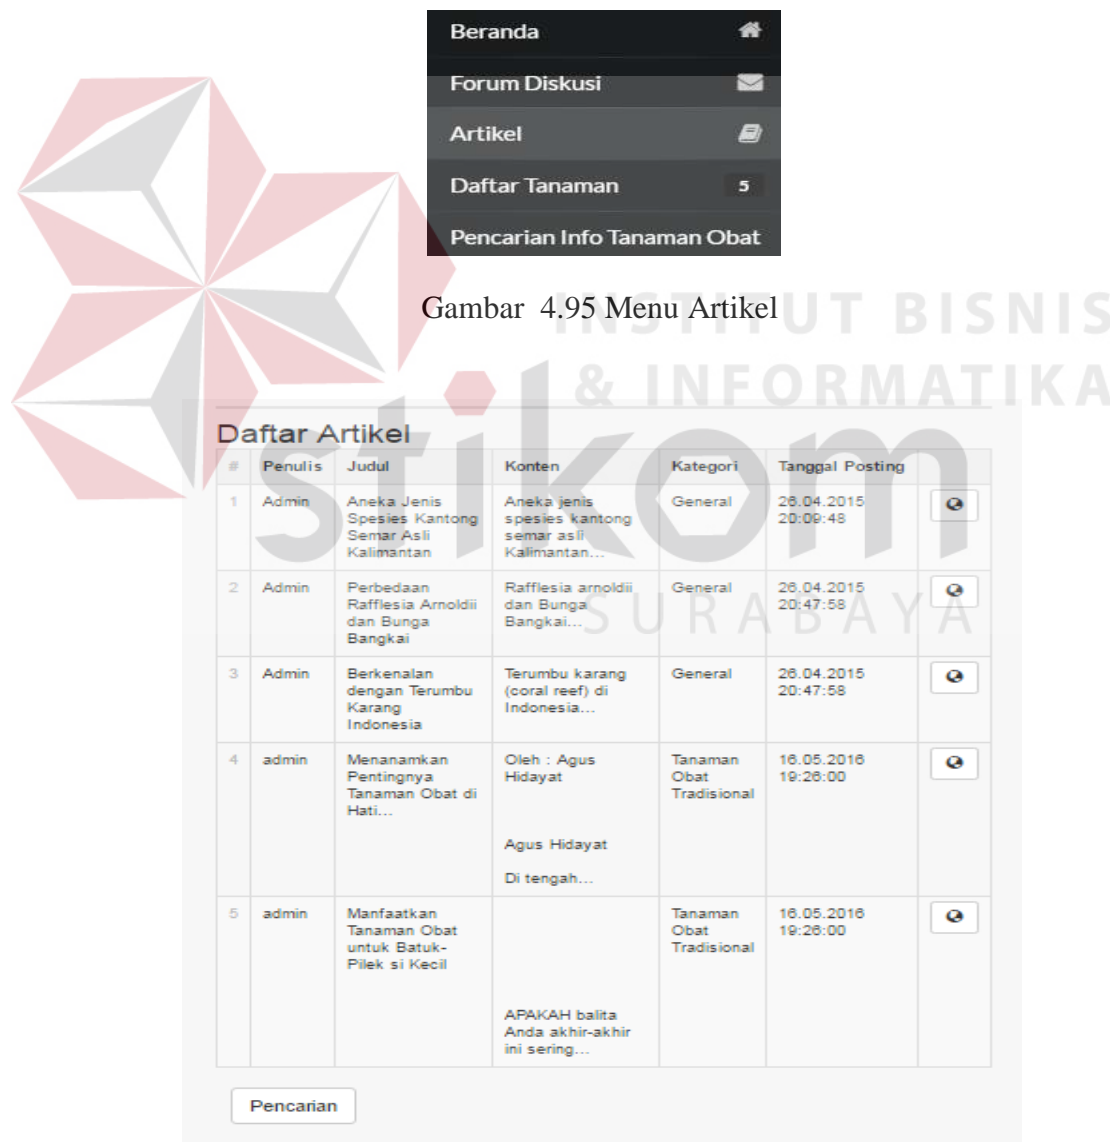 Beranda
Forum Diskusi
Artikel
Daftar Tanaman 5
Pencarian Info Tanaman Obat
Gambar 4.95 Menu Artikel
INSTITUT BISNIS
& INFORMATIKA
stikom
SURABAYA
Daftar Artikel
# Penulis Judul Konten Kategori Tanggal Posting
1 Admin Aneka Jenis Aneka jenis General 26.04.2015
Spesies Kantong spesies kantong 20:09:48
Semar Asli semar asli
Kalimantan Kalimantan...
2 Admin Perbedaan Rafflesia arnoldii General 26.04.2015
Rafflesia Arnoldii dan Bunga 20:47:58
dan Bunga Bangkai...
Bangkai
3 Admin Berkenalan Terumbu karang General 26.04.2015
dengan Terumbu (coral reef) di 20:47:58
Karang Indonesia...
Indonesia
4 admin Menanamkan Oleh : Agus Tanaman 16.05.2016
Pentingnya Hidayat Obat 19:26:00
Tanaman Obat di Tradisional
Hati...
Agus Hidayat
Di tengah...
5 admin Manfaatkan Tanaman 16.05.2016
Tanaman Obat Obat 19:26:00
untuk Batuk- Tradisional
Pilek si Kecil
APAKAH balita
Anda akhir-akhir
ini sering...
Pencarian